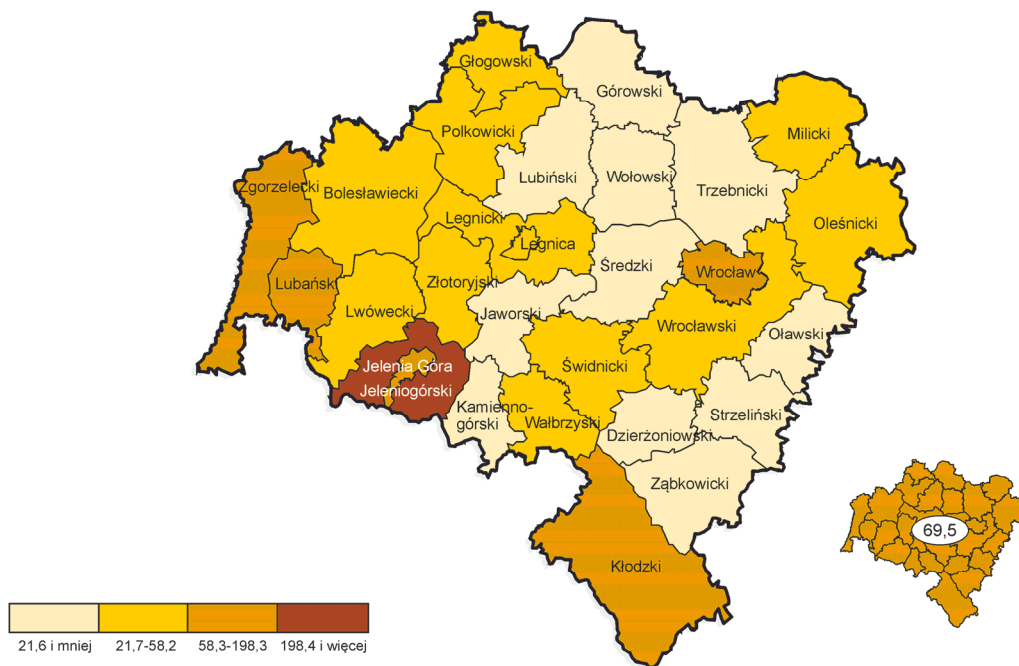 Głogowski
Górowski
Polkowicki
Milicki
Lubiński
Wołowski
Trzebnicki
Zgorzelecki
Bolesławiecki
Legnicki
Legnica
Oleśnicki
Lubański
Złotoryjski
Średzki
Wrocław
Lwówecki
Jaworski
Wrocławski
Oławski
Jelenia Góra
Jeleniogórski
Świdnicki
Kamienno-
górski
Wałbrzyski
Dzierżoniowski
Strzeliński
Ząbkowicki
Kłodzki
69,5
21,6 i mniej
21,7-58,2
58,3-198,3
198,4 i więcej